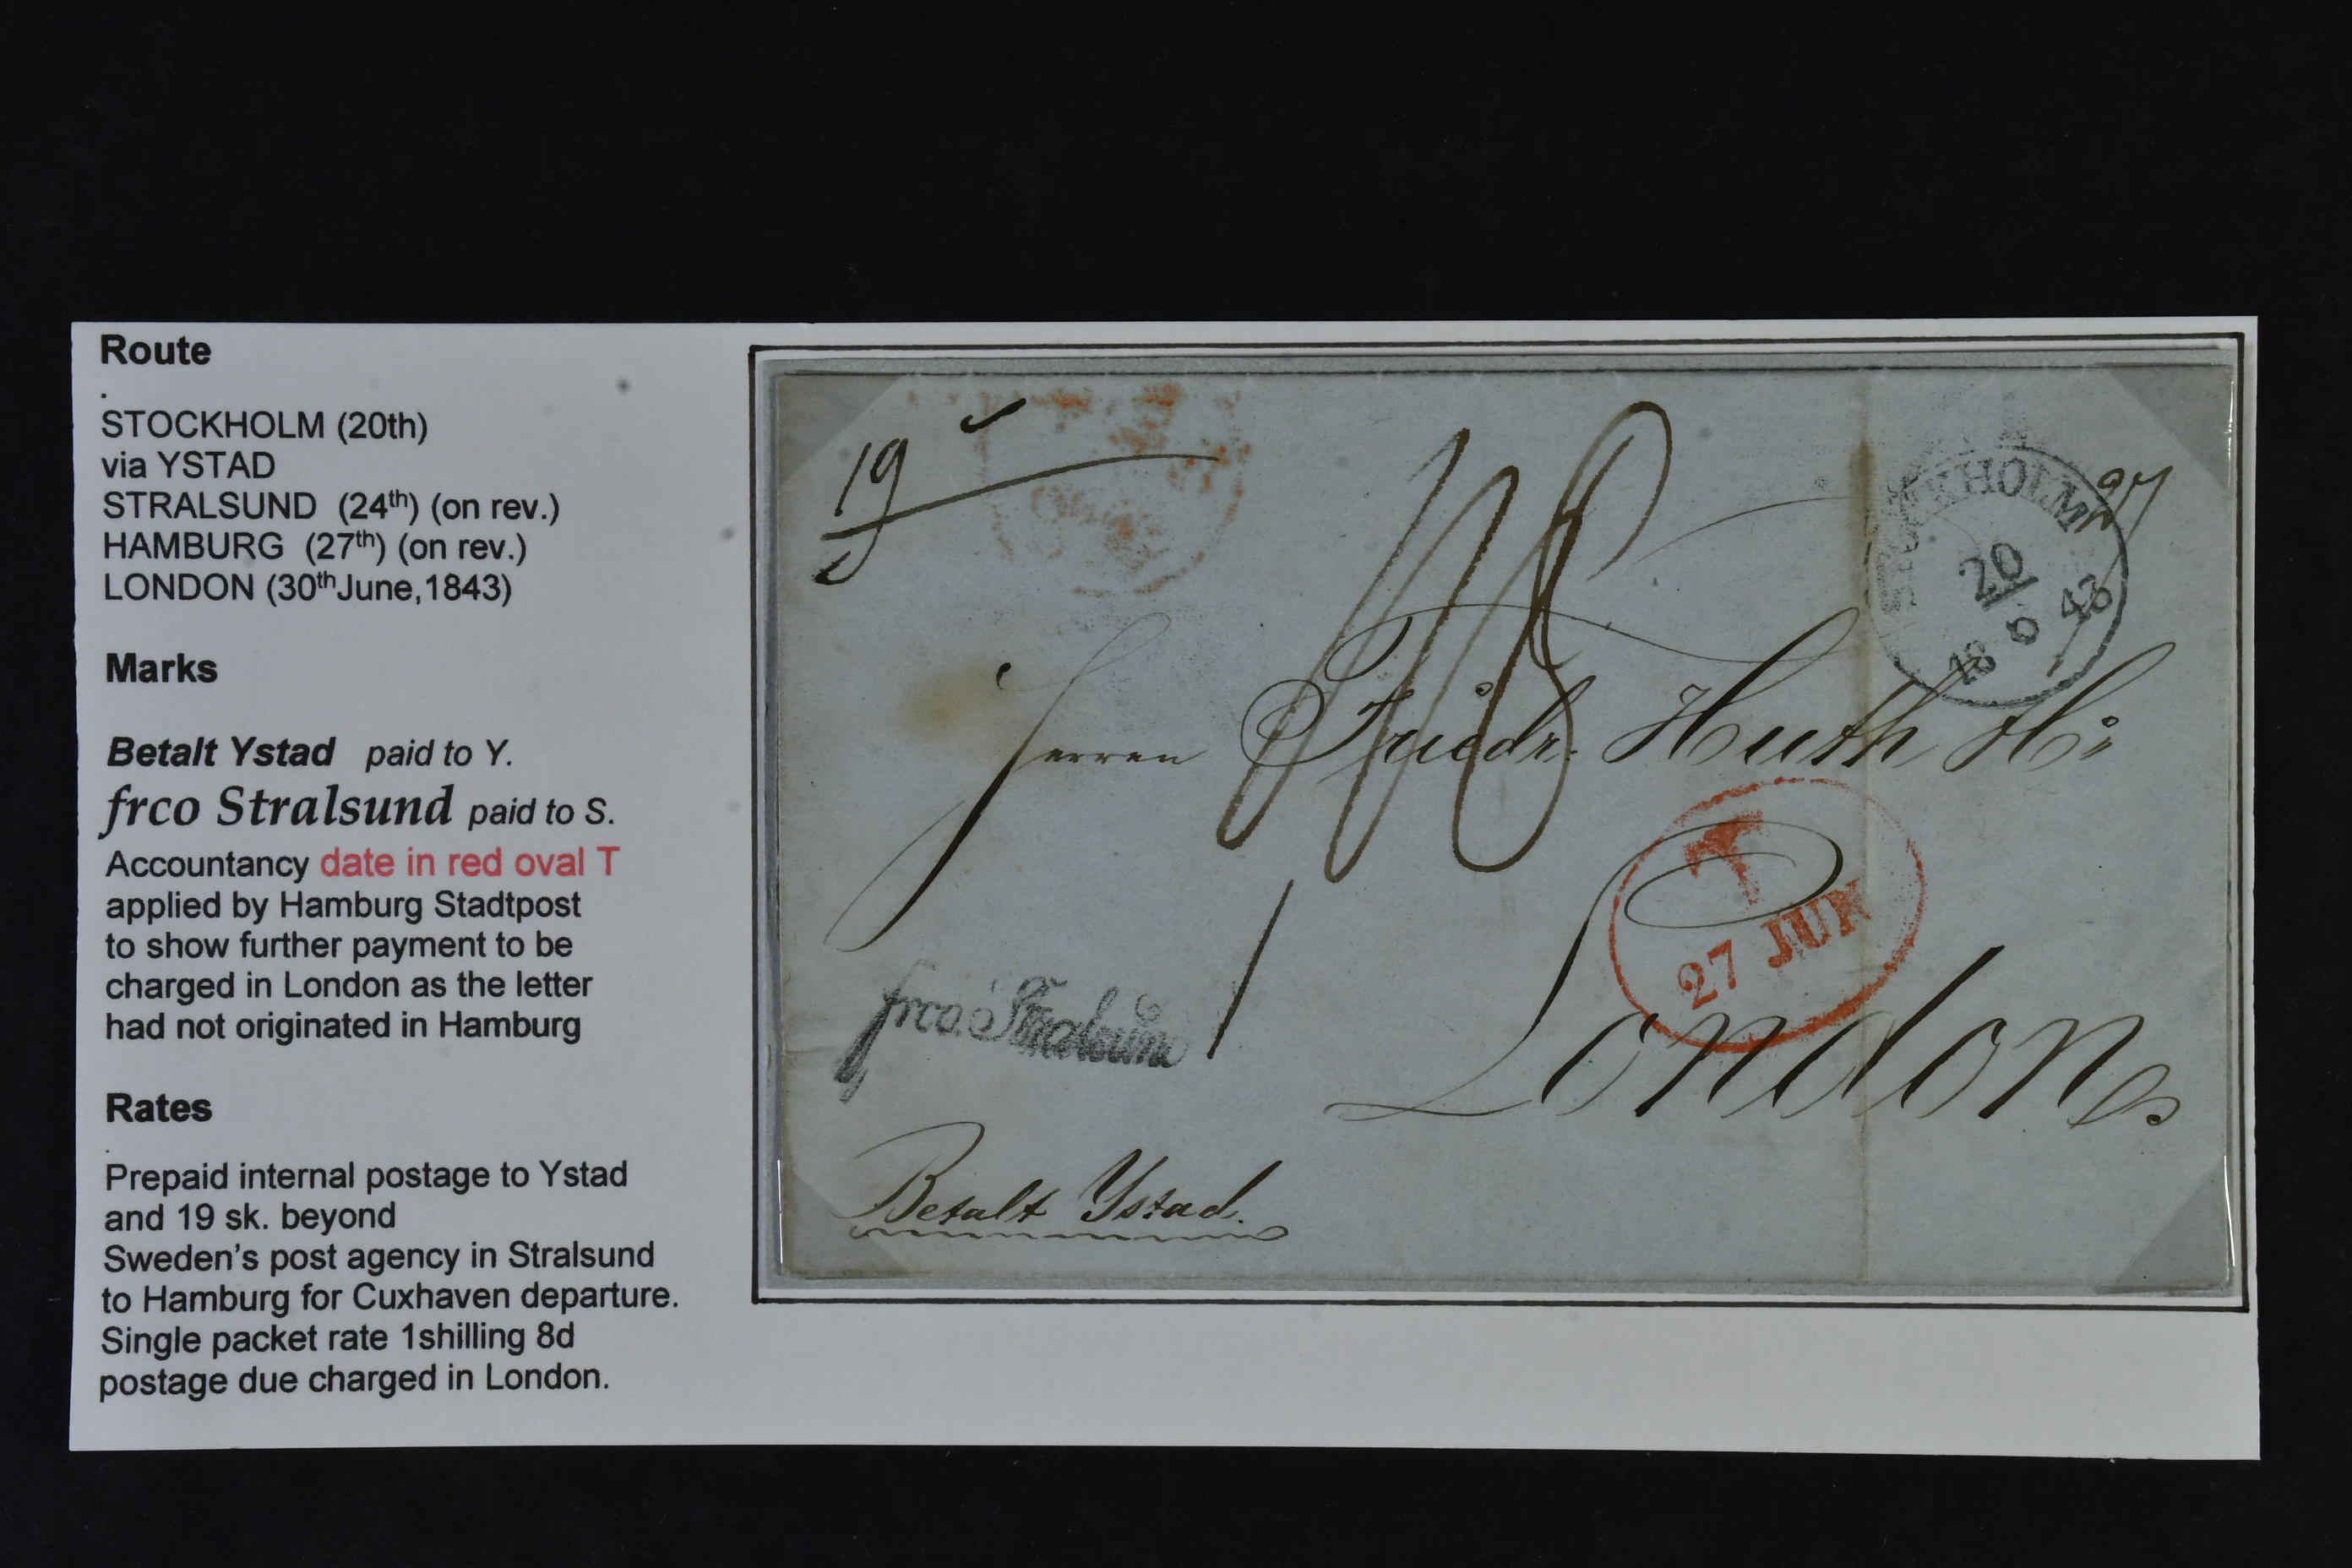 Route
.
STOCKHOLM (20th)
via YSTAD
STRALSUND (24th) (on rev.)
HAMBURG (27th) (on rev.)
LONDON (30thJune,1843)
Marks
Betalt Ystad paid to Y.
frco Stralsund paid to S.
Accountancy date in red oval T
applied by Hamburg Stadtpost
to show further payment to be
charged in London as the letter
had not originated in Hamburg
Rates
.
Prepaid internal postage to Ystad
and 19 sk. beyond
Sweden's post agency in Stralsund
to Hamburg for Cuxhaven departure.
Single packet rate 1shilling 8d
postage due charged in London.
19
STOCKHOLM
20
18 6 43
Herren Friedr. Huth &
T
27 JUN
London
frco. Stralsund
Betalt Ystad.